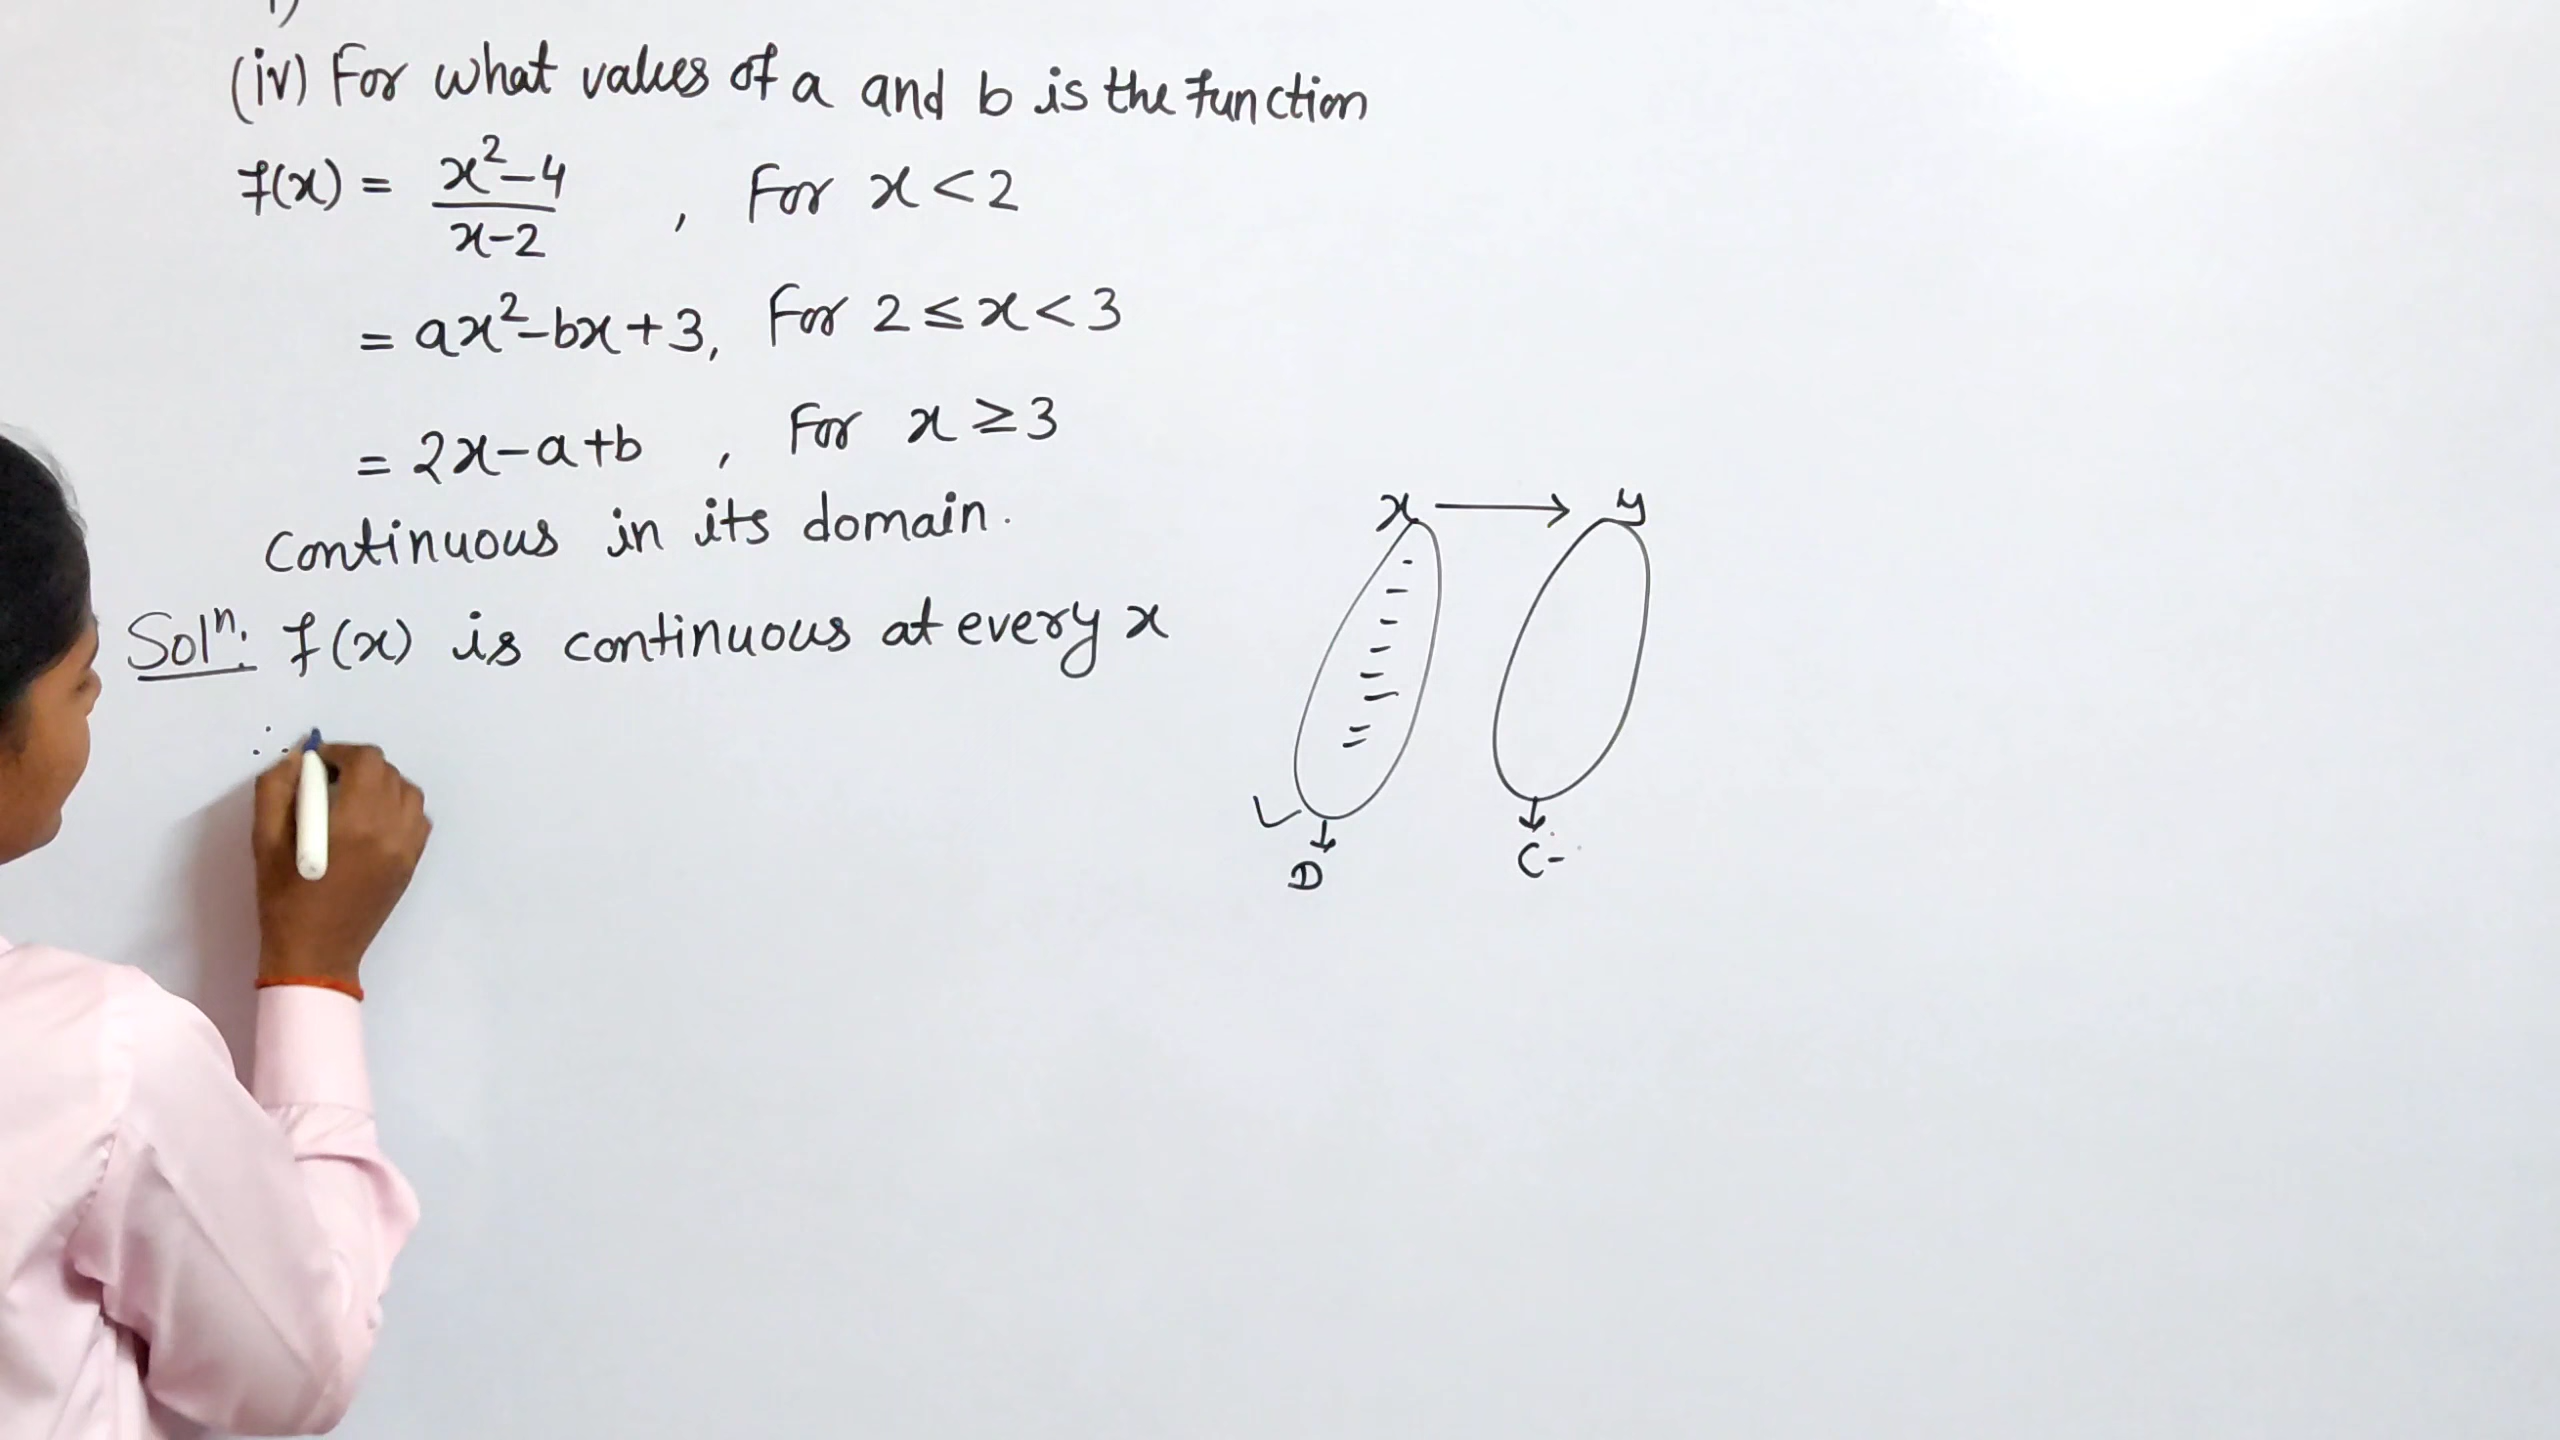 (iv) For what values of a and b is the function
f(x) = x²-4 / x-2 , For x < 2
= ax²-bx+3, For 2 ≤ x < 3
= 2x-a+b , For x ≥ 3
continuous in its domain.
Solⁿ: f(x) is continuous at every x
∴
x → y
D
C-